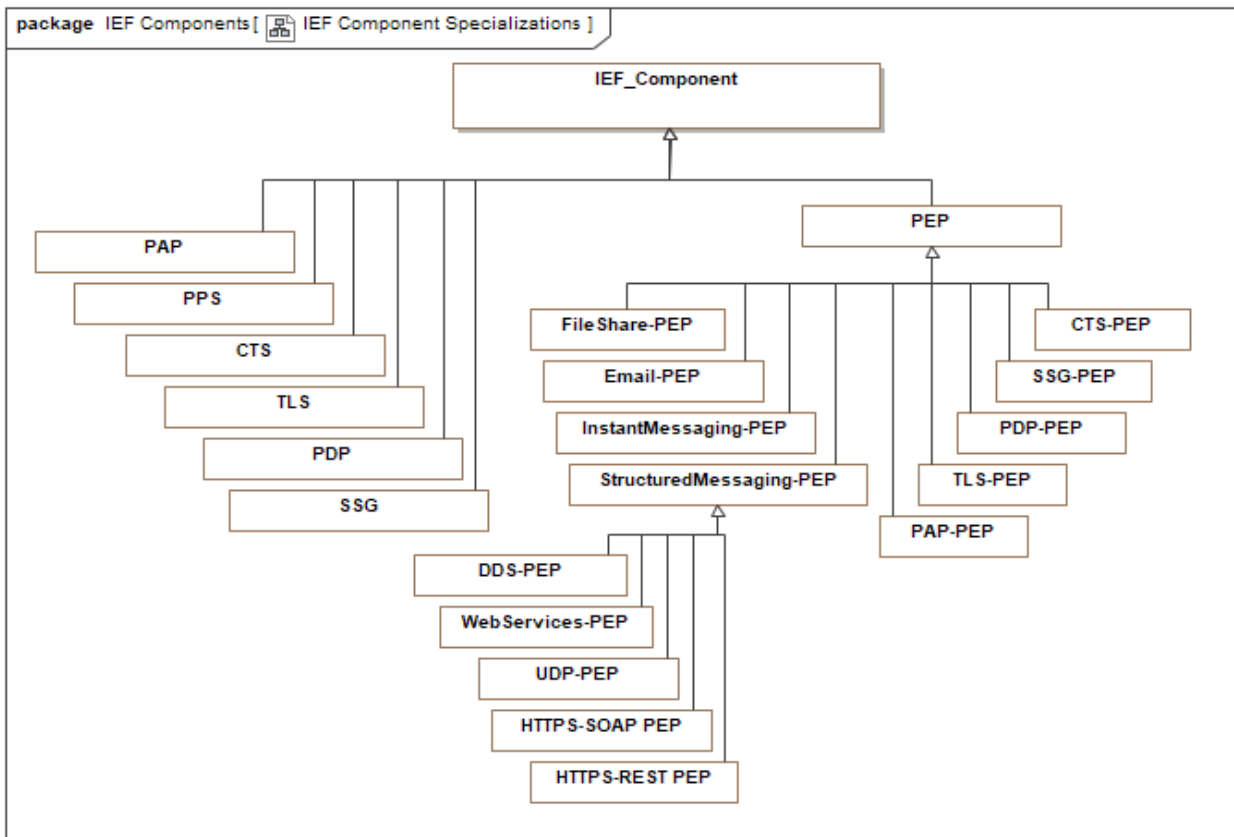 package IEF Components[ IEF Component Specializations ]
IEF_Component
PEP
PAP
PPS
CTS
TLS
PDP
SSG
FileShare-PEP
Email-PEP
InstantMessaging-PEP
StructuredMessaging-PEP
CTS-PEP
SSG-PEP
PDP-PEP
TLS-PEP
PAP-PEP
DDS-PEP
WebServices-PEP
UDP-PEP
HTTPS-SOAP PEP
HTTPS-REST PEP